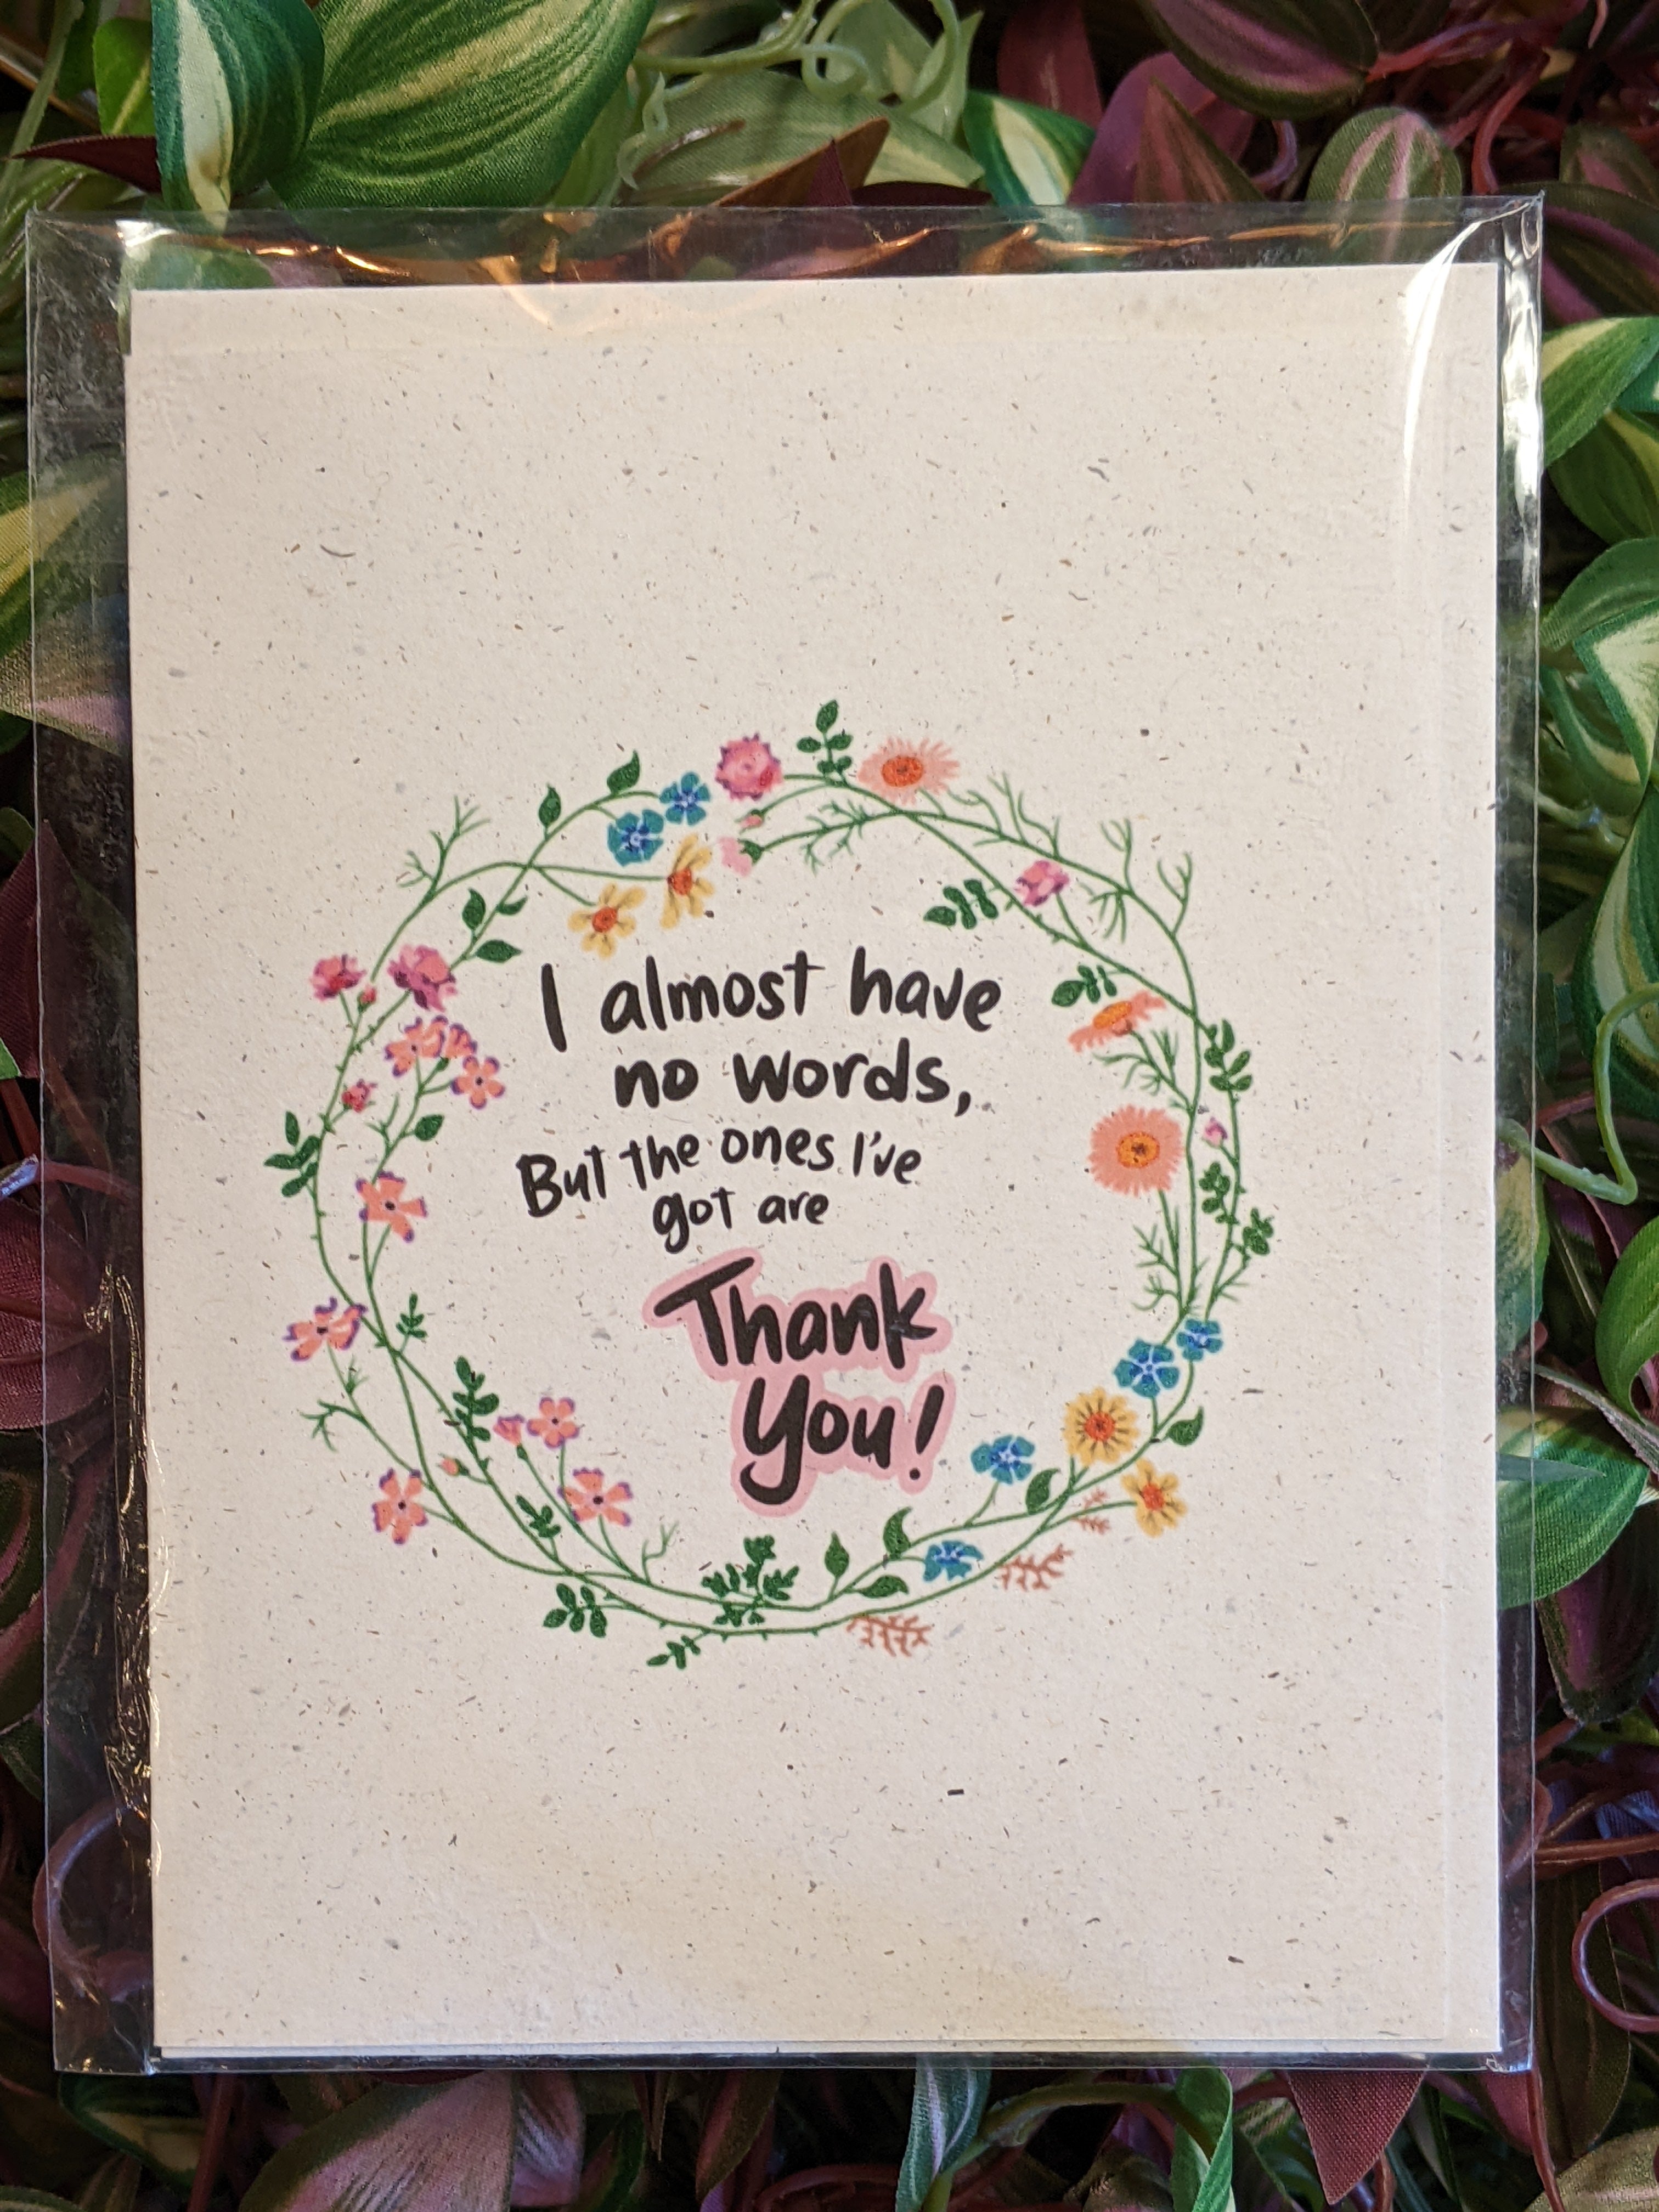 I almost have
no words,
But the ones I've
got are
Thank
You!